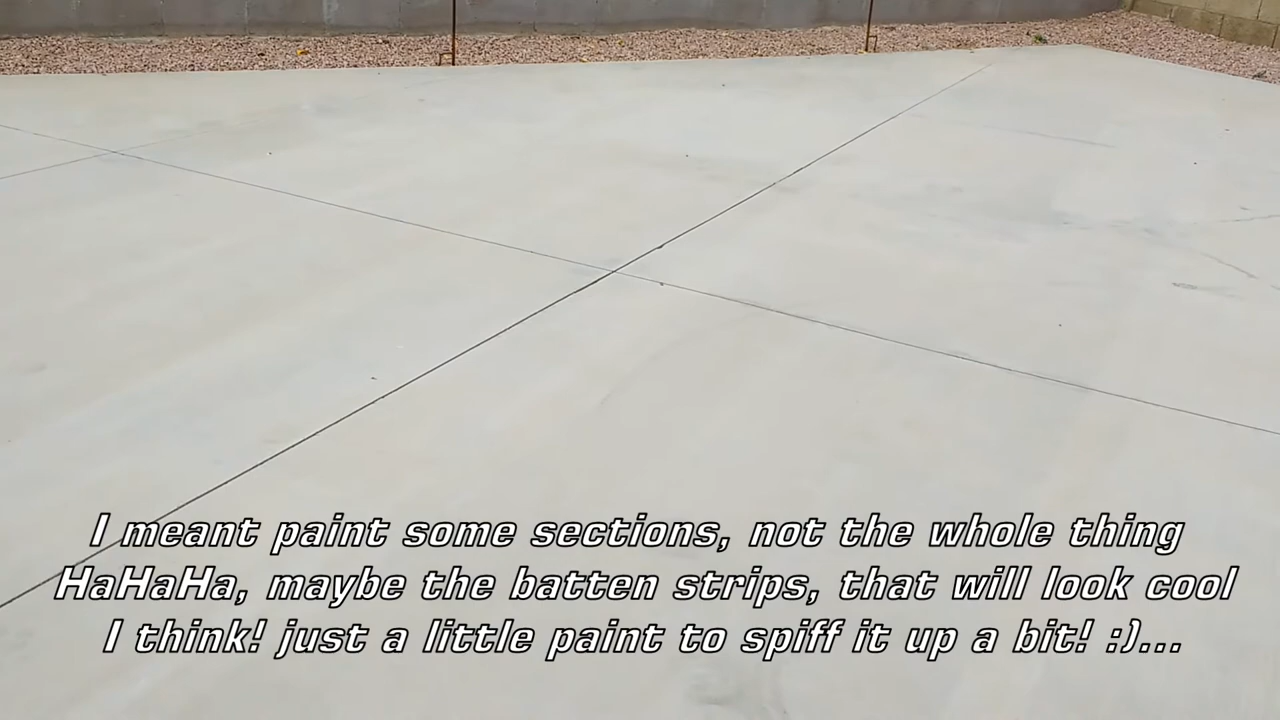 I meant paint some sections, not the whole thing
HaHaHa, maybe the batten strips, that will look cool
I think! just a little paint to spiff it up a bit! :)...